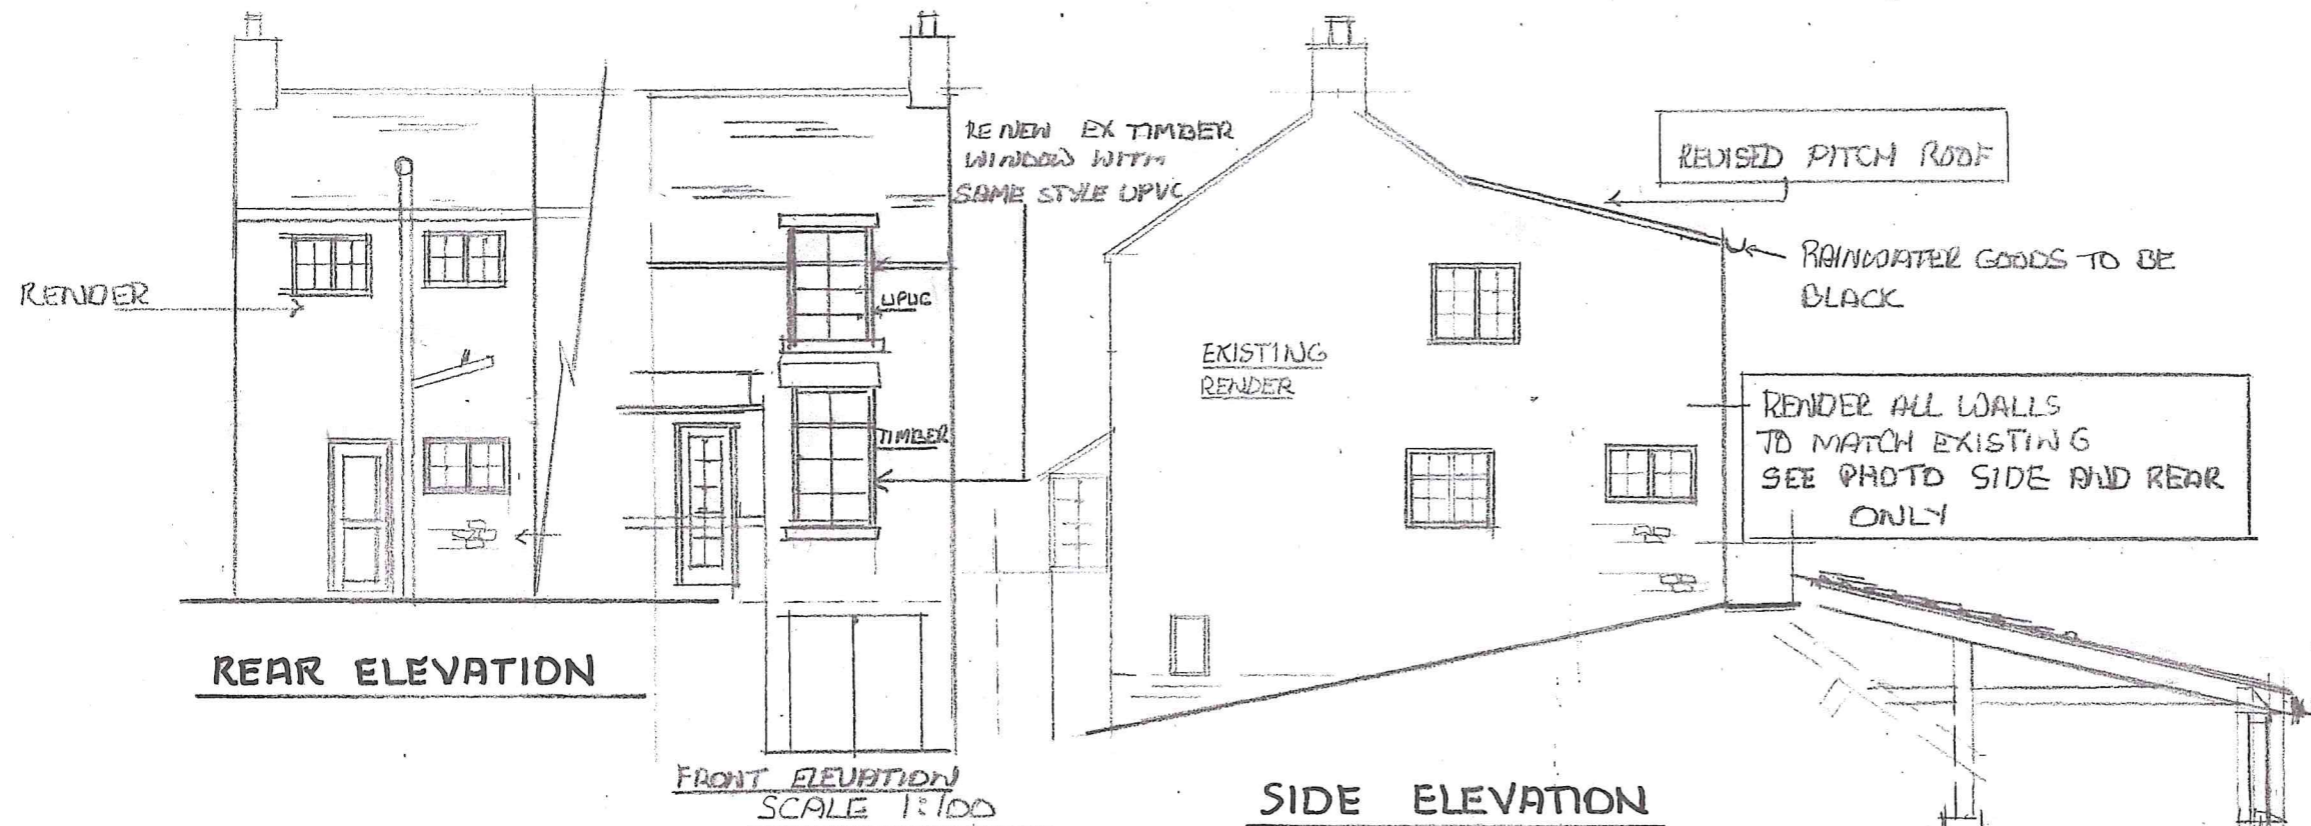 RENEW EX TIMBER
WINDOW WITH
SAME STYLE UPVC
REVISED PITCH ROOF
RAINWATER GOODS TO BE
BLACK
RENDER
UPVC
EXISTING
RENDER
TIMBER
RENDER ALL WALLS
TO MATCH EXISTING
SEE PHOTO SIDE AND REAR
ONLY
REAR ELEVATION
FRONT ELEVATION
SCALE 1:100
SIDE ELEVATION